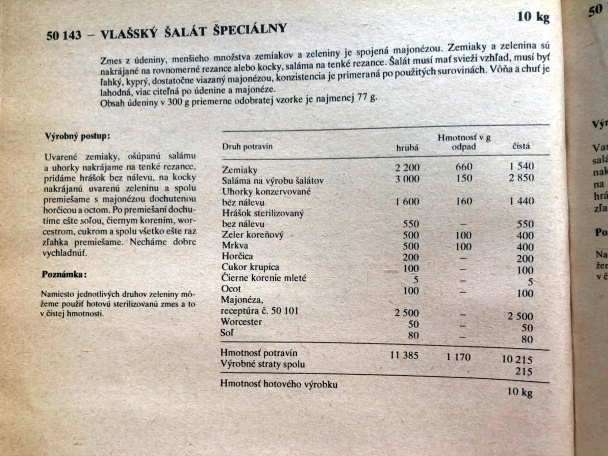 50 143 – VLAŠSKÝ ŠALÁT ŠPECIÁLNY 10 kg
Zmes z údeniny, menšieho množstva zemiakov a zeleniny je spojená majonézou. Zemiaky a zelenina sú
nakrájané na rovnomerné rezance alebo kocky, saláma na tenké rezance. Šalát musí mať svieži vzhľad, musí byť
ľahký, kyprý, dostatočne viazaný majonézou, konzistencia je primeraná po použitých surovinách. Vôňa a chuť je
lahodná, viac citeľná po údenine a majonéze.
Obsah údeniny v 300 g priemerne odobratej vzorke je najmenej 77 g.
Výrobný postup:
Uvarené zemiaky, ošúpanú salámu
a uhorky nakrájame na tenké rezance,
pridáme hrášok bez nálevu, na kocky
nakrájanú uvarenú zeleninu a spolu
premiešame s majonézou dochutenou
horčicou a octom. Po premiešaní dochu-
tíme ešte soľou, čiernym korením, wor-
cestrom, cukrom a spolu všetko ešte raz
zľahka premiešame. Necháme dobre
vychladnúť.
Poznámka:
Namiesto jednotlivých druhov zeleniny mô-
žeme použiť hotovú sterilizovanú zmes a to
v čistej hmotnosti.
Druh potravín hrubá Hmotnosť v g odpad čistá
Zemiaky 2 200 660 1 540
Saláma na výrobu šalátov 3 000 150 2 850
Uhorky konzervované
bez nálevu 1 600 160 1 440
Hrášok sterilizovaný
bez nálevu 550 – 550
Zeler koreňový 500 100 400
Mrkva 500 100 400
Horčica 200 – 200
Cukor krupica 100 – 100
Čierne korenie mleté 5 – 5
Ocot 100 – 100
Majonéza,
receptúra č. 50 101 2 500 – 2 500
Worcester 50 – 50
Soľ 80 – 80
Hmotnosť potravín 11 385 1 170 10 215
Výrobné straty spolu 215
Hmotnosť hotového výrobku 10 kg
50